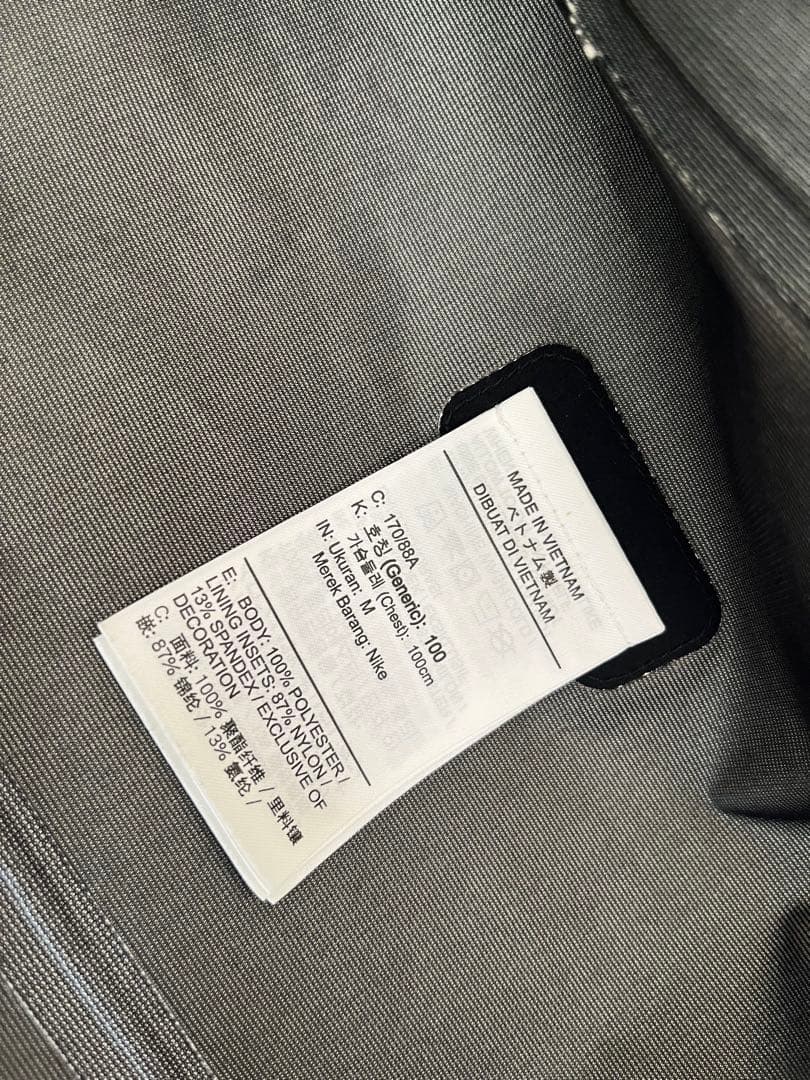 MADE IN VIETNAM
ベトナム製
DIBUAT DI VIETNAM
C: 170/88A
K: 호칭 (Generic): 100
가슴둘레 (Chest): 100cm
IN: Ukuran: M
Merek Barang: Nike
E: BODY: 100% POLYESTER /
LINING INSETS: 87% NYLON /
13% SPANDEX / EXCLUSIVE OF
DECORATION
C: 面料: 100% 聚酯纤维 / 里料镶
嵌: 87% 锦纶 / 13% 氨纶 /